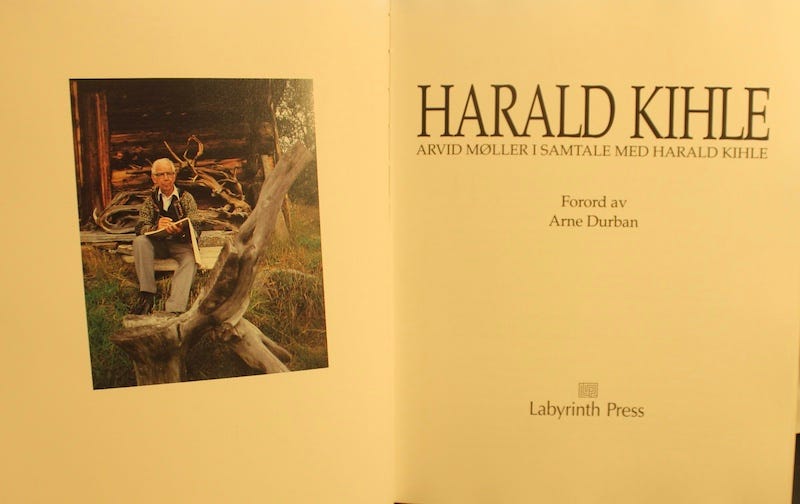 HARALD KIHLE
ARVID MØLLER I SAMTALE MED HARALD KIHLE
Forord av
Arne Durban
Labyrinth Press